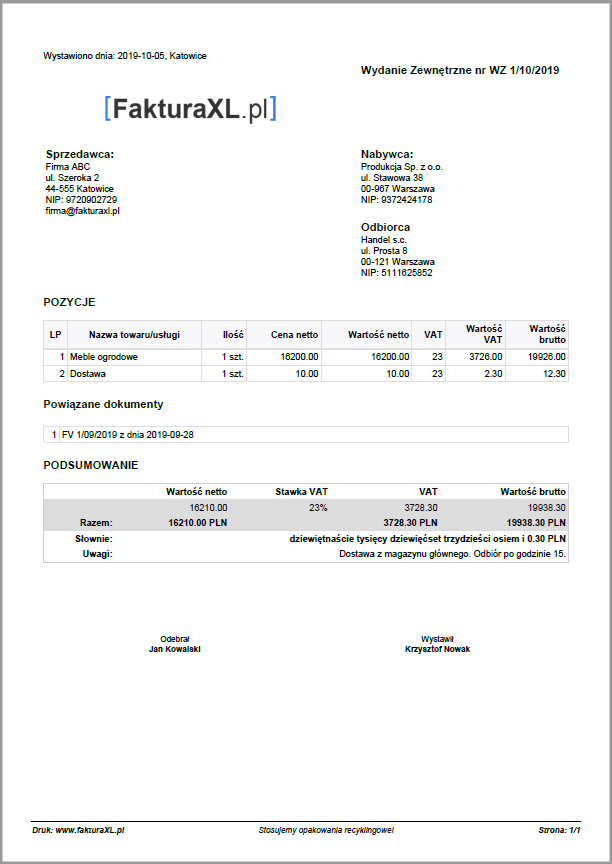 Wystawiono dnia: 2019-10-05, Katowice
Wydanie Zewnętrzne nr WZ 1/10/2019
[FakturaXL.pl]
Sprzedawca:
Firma ABC
ul. Szeroka 2
44-555 Katowice
NIP: 9720902729
firma@fakturaxl.pl
Nabywca:
Produkcja Sp. z o.o.
ul. Stawowa 38
00-967 Warszawa
NIP: 9372424178
Odbiorca
Handel s.c.
ul. Prosta 8
00-121 Warszawa
NIP: 5111625852
POZYCJE
LP Nazwa towaru/usługi Ilość Cena netto Wartość netto VAT Wartość VAT Wartość brutto
1 Meble ogrodowe 1 szt. 16200.00 16200.00 23 3726.00 19926.00
2 Dostawa 1 szt. 10.00 10.00 23 2.30 12.30
Powiązane dokumenty
1 FV 1/09/2019 z dnia 2019-09-28
PODSUMOWANIE
Wartość netto Stawka VAT VAT Wartość brutto
16210.00 23% 3728.30 19938.30
Razem: 16210.00 PLN 3728.30 PLN 19938.30 PLN
Słownie: dziewiętnaście tysięcy dziewięćset trzydzieści osiem i 0.30 PLN
Uwagi: Dostawa z magazynu głównego. Odbiór po godzinie 15.
Odebrał
Jan Kowalski
Wystawił
Krzysztof Nowak
Druk: www.fakturaXL.pl Stosujemy opakowania recyklingowe! Strona: 1/1